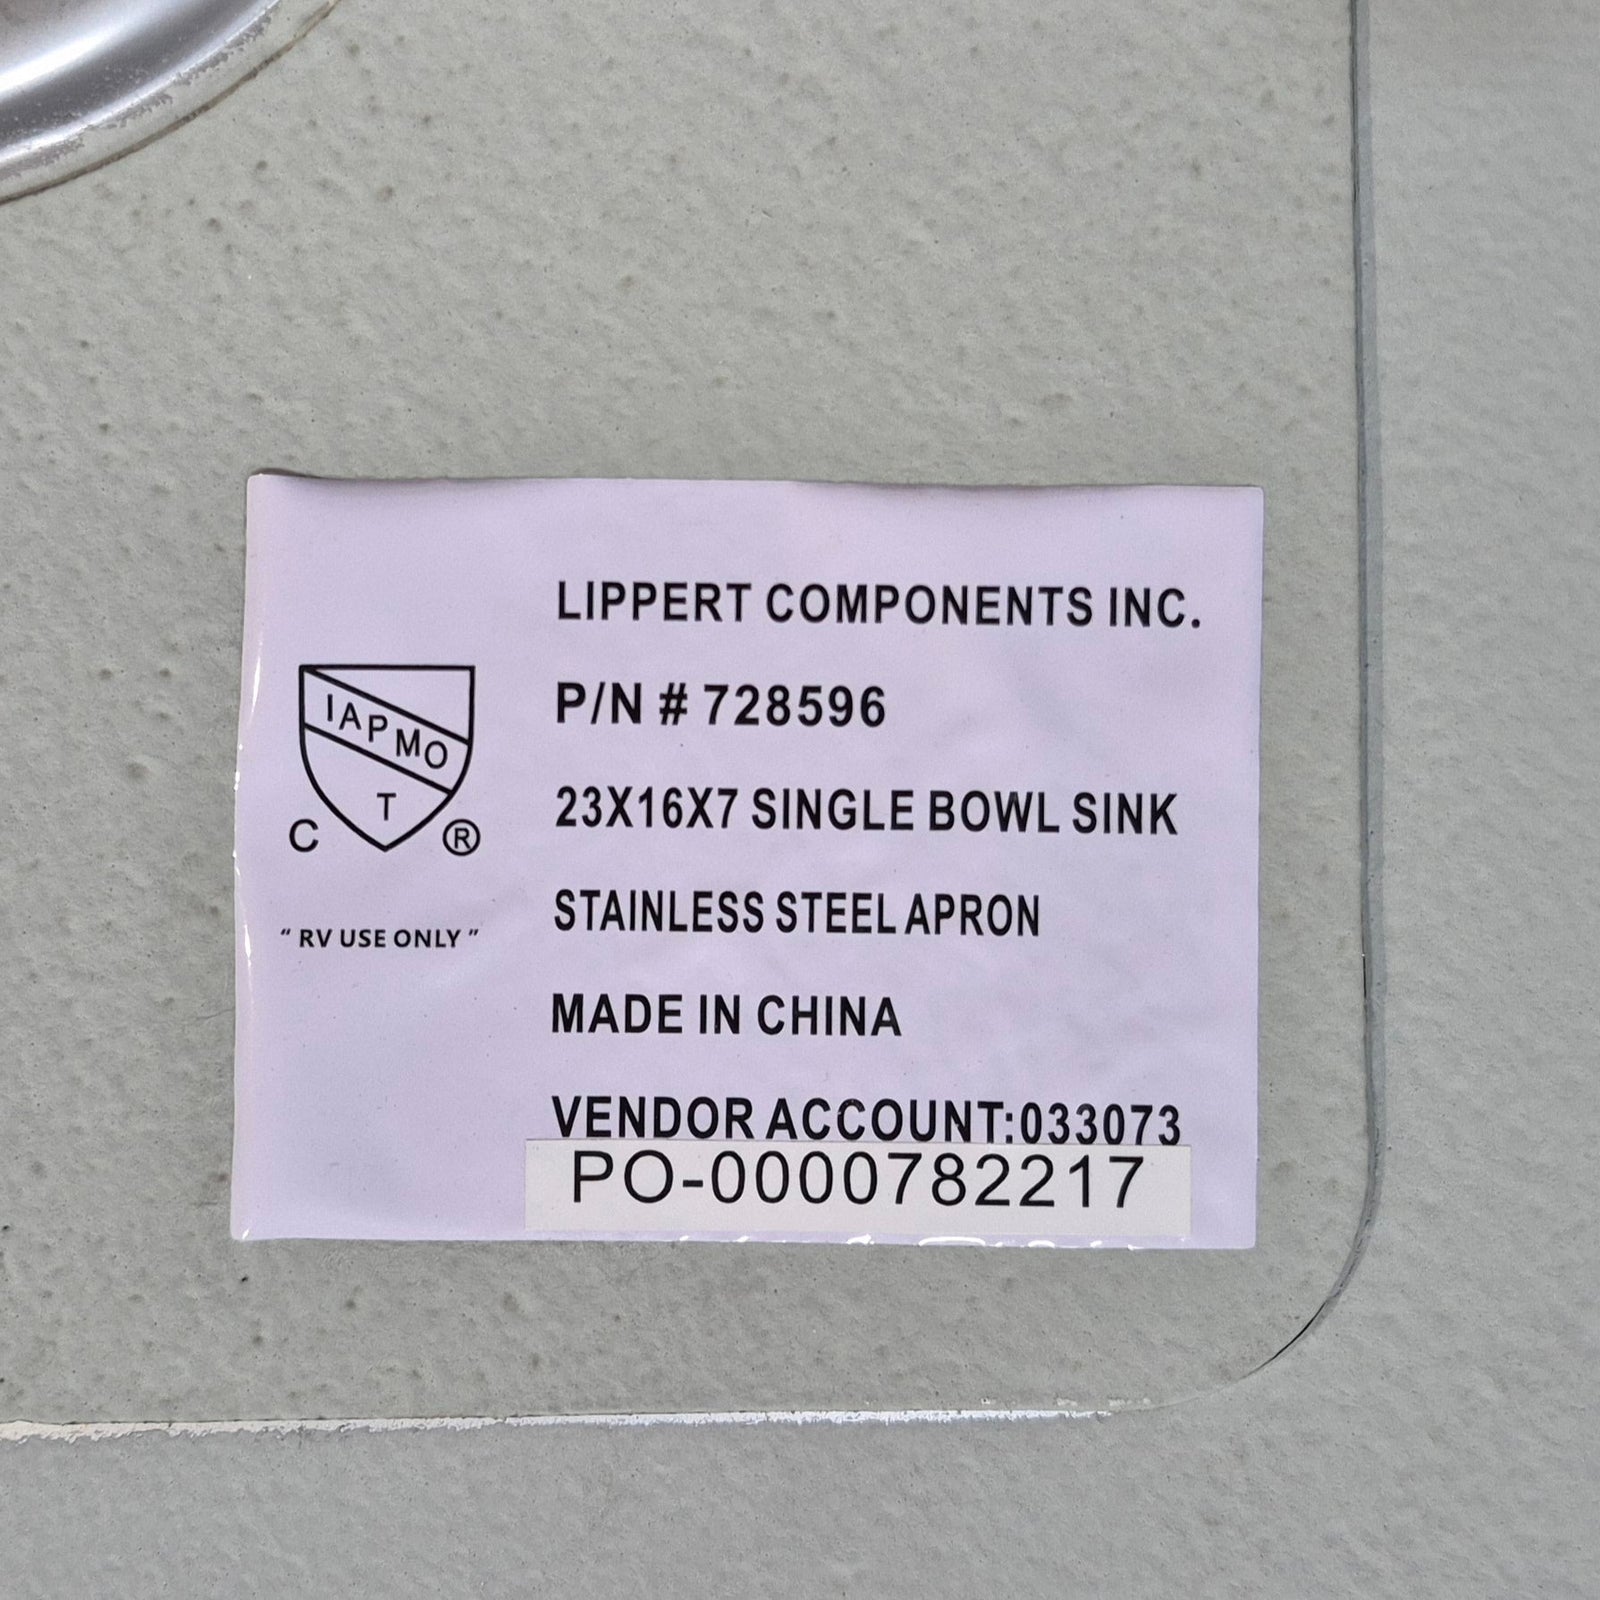 LIPPERT COMPONENTS INC.
P/N # 728596
23X16X7 SINGLE BOWL SINK
STAINLESS STEEL APRON
MADE IN CHINA
VENDOR ACCOUNT:033073
PO-0000782217
IAPMO
T
C ®
" RV USE ONLY "